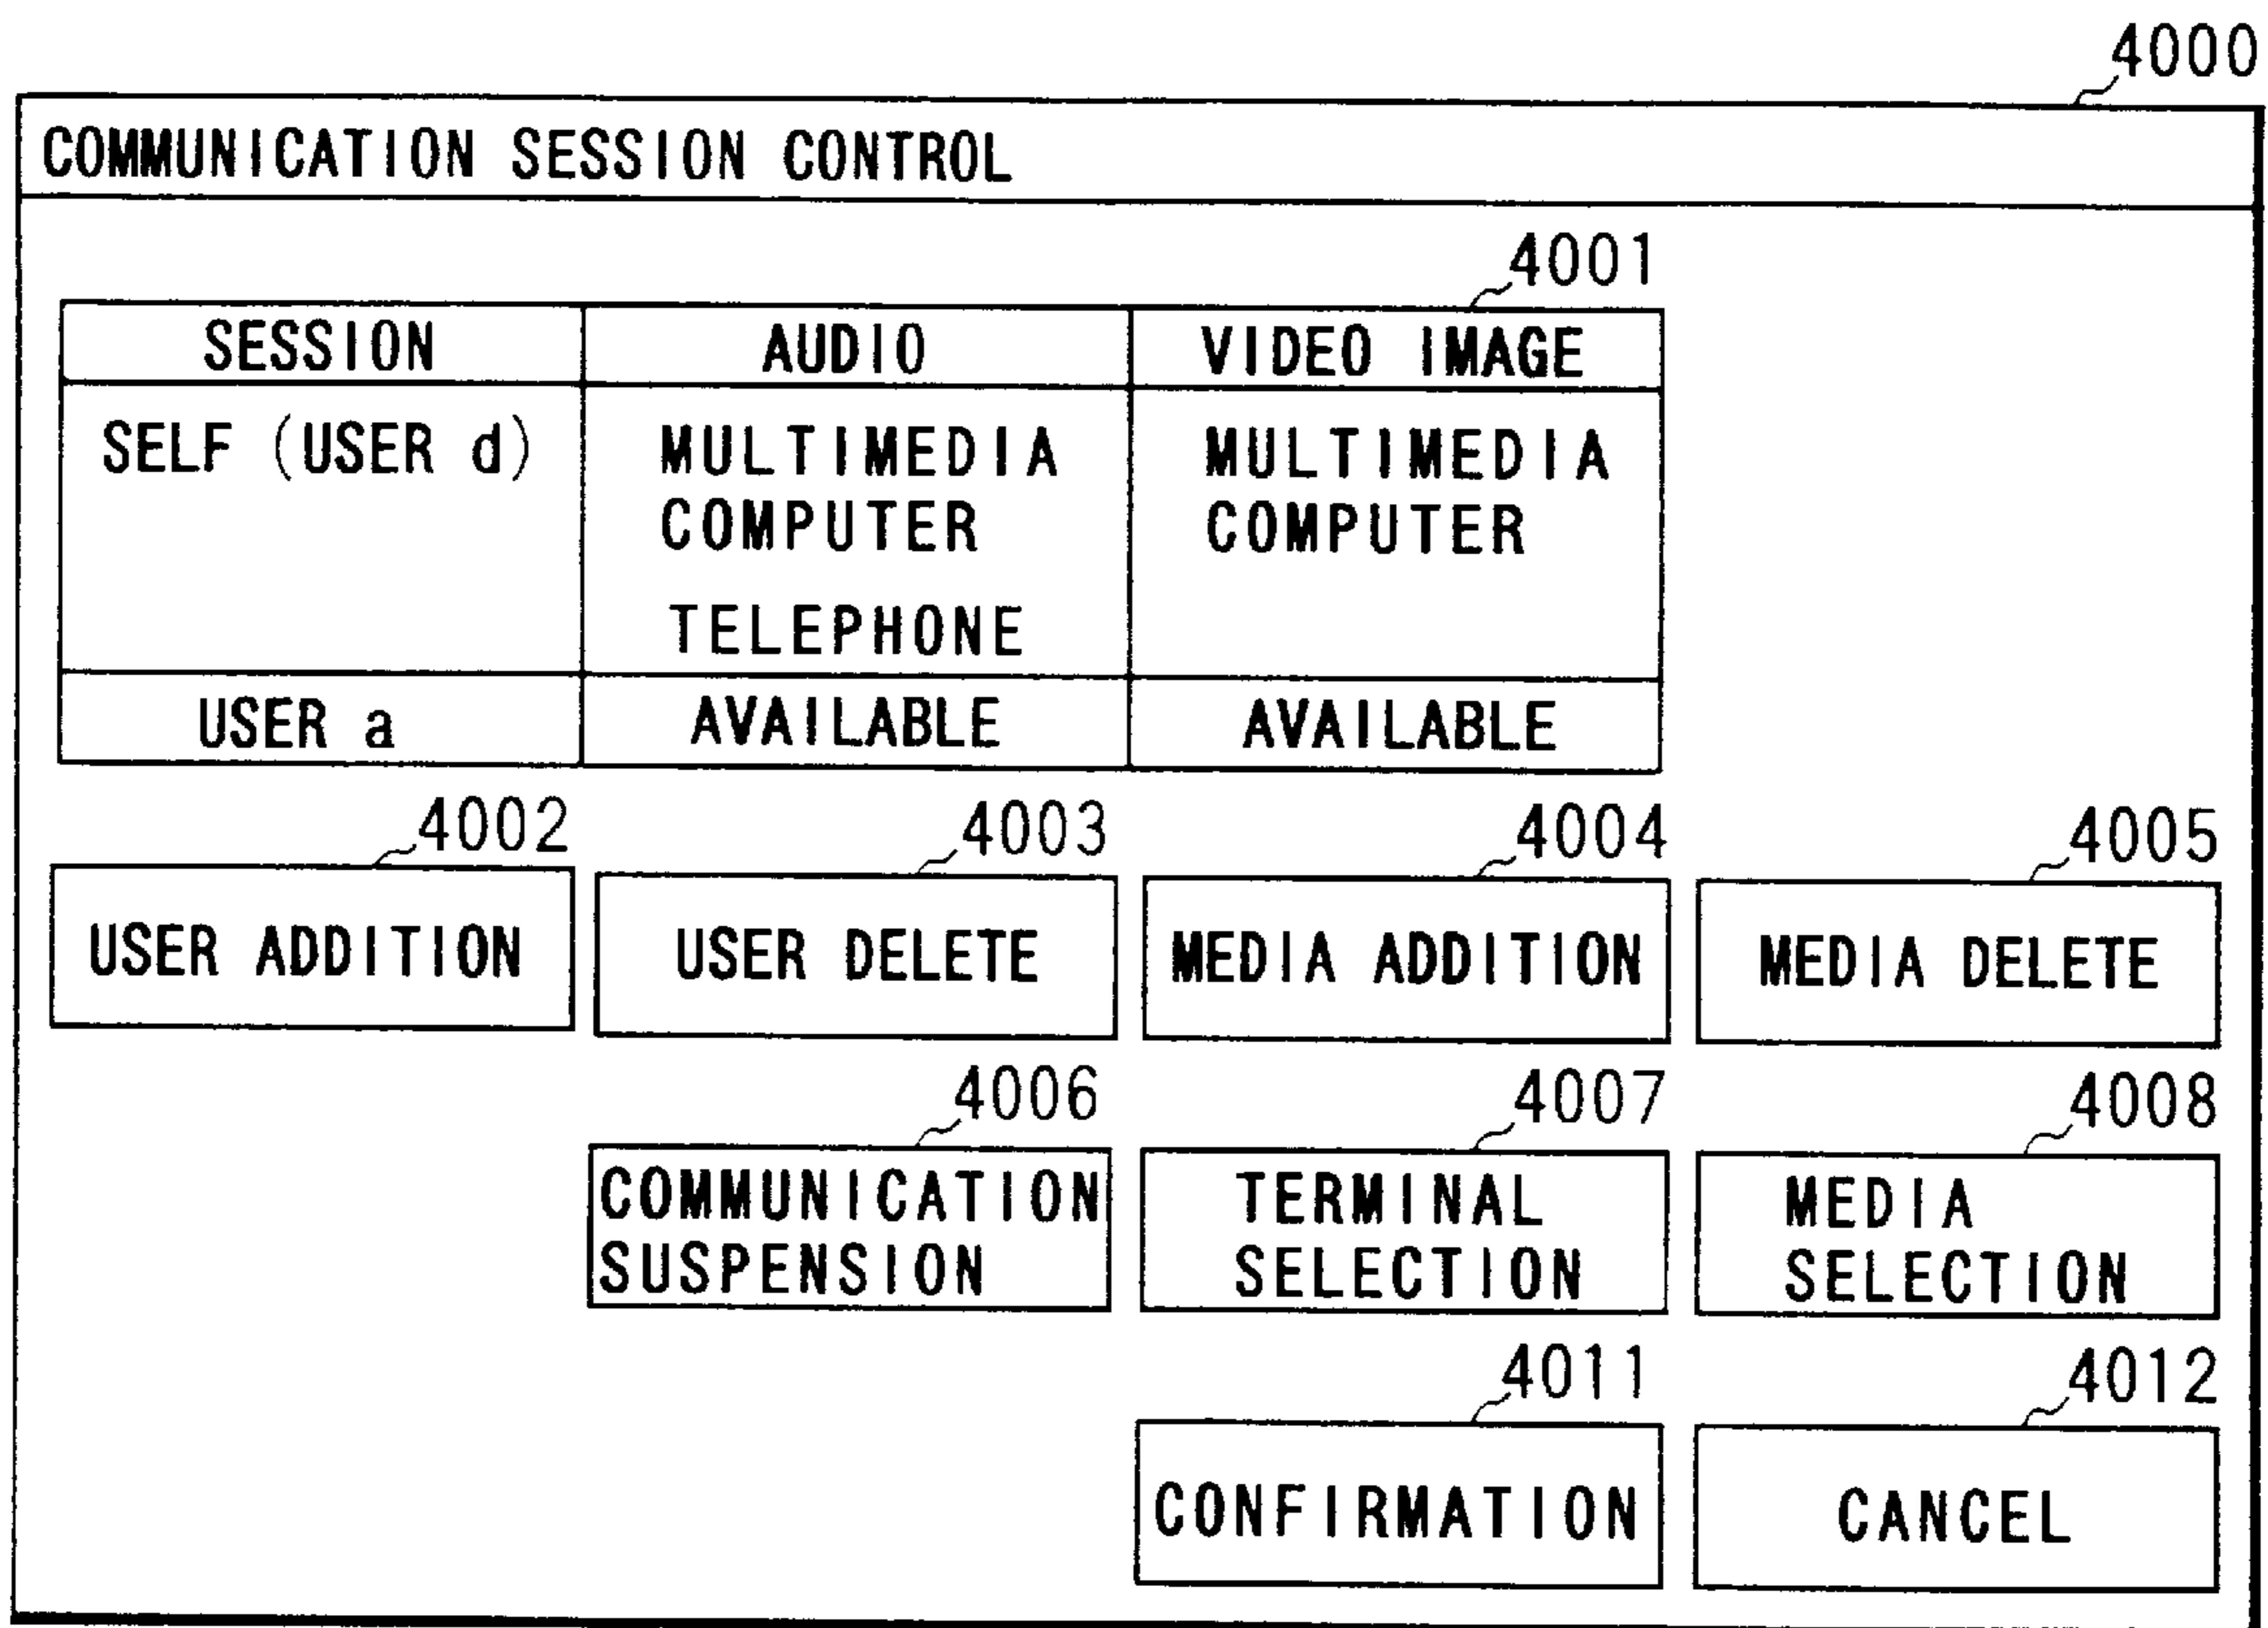 4000
COMMUNICATION SESSION CONTROL
4001
SESSION AUDIO VIDEO IMAGE
SELF (USER d) MULTIMEDIA MULTIMEDIA
COMPUTER COMPUTER
TELEPHONE
USER a AVAILABLE AVAILABLE
4002 4003 4004 4005
USER ADDITION USER DELETE MEDIA ADDITION MEDIA DELETE
4006 4007 4008
COMMUNICATION TERMINAL MEDIA
SUSPENSION SELECTION SELECTION
4011 4012
CONFIRMATION CANCEL